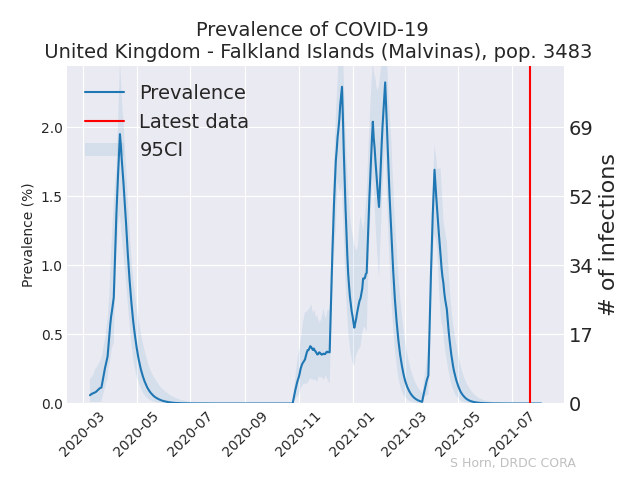 Prevalence of COVID-19
United Kingdom - Falkland Islands (Malvinas), pop. 3483
Prevalence
Latest data
95CI
Prevalence (%)
2.0
1.5
1.0
0.5
0.0
69
52
34
17
0
# of infections
2020-03
2020-05
2020-07
2020-09
2020-11
2021-01
2021-03
2021-05
2021-07
S Horn, DRDC CORA